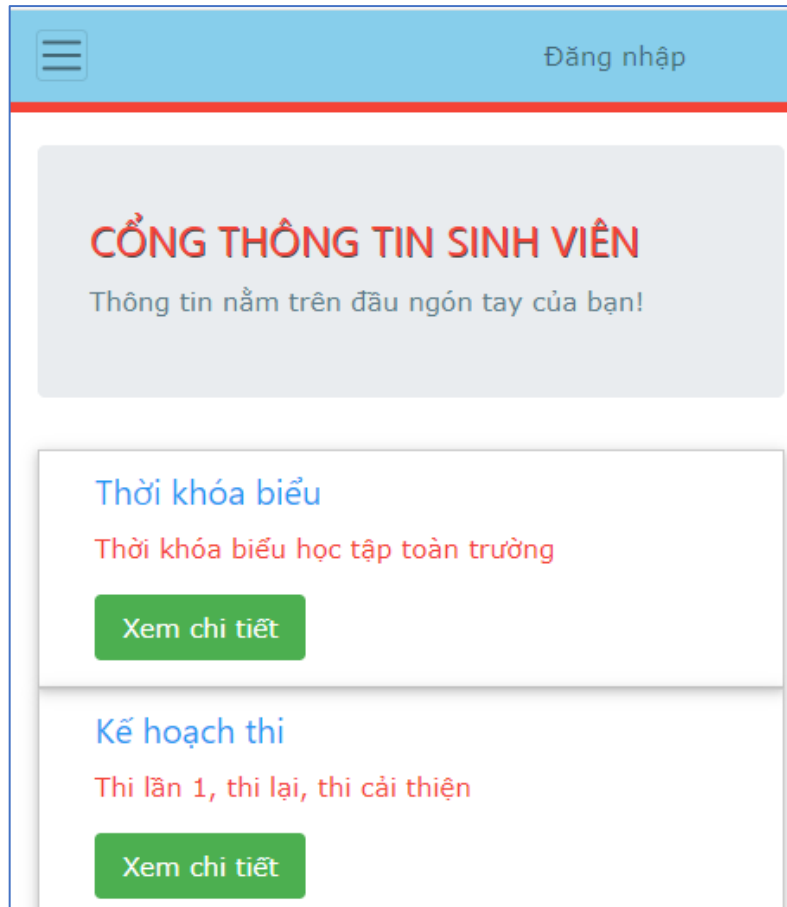 Đăng nhập
CỔNG THÔNG TIN SINH VIÊN
Thông tin nằm trên đầu ngón tay của bạn!
Thời khóa biểu
Thời khóa biểu học tập toàn trường
Xem chi tiết
Kế hoạch thi
Thi lần 1, thi lại, thi cải thiện
Xem chi tiết